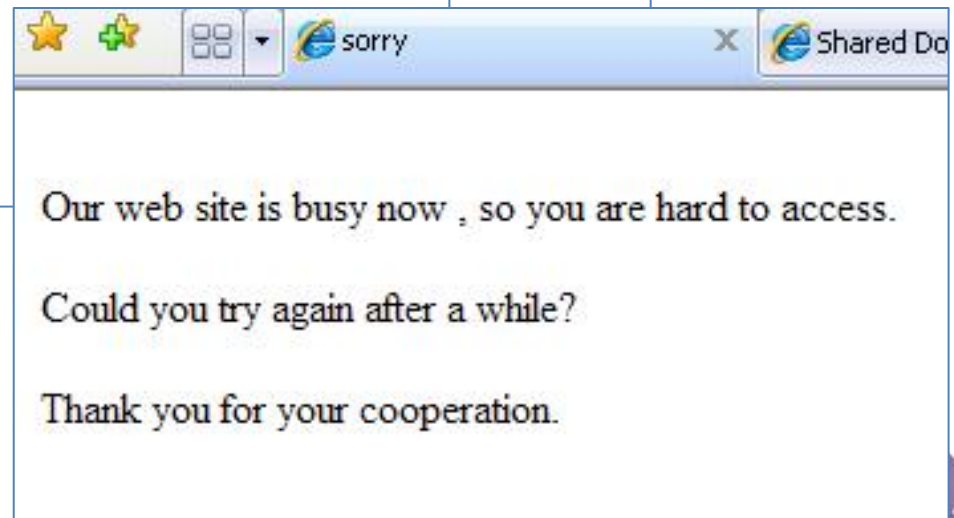 sorry
Shared Do
Our web site is busy now , so you are hard to access.
Could you try again after a while?
Thank you for your cooperation.